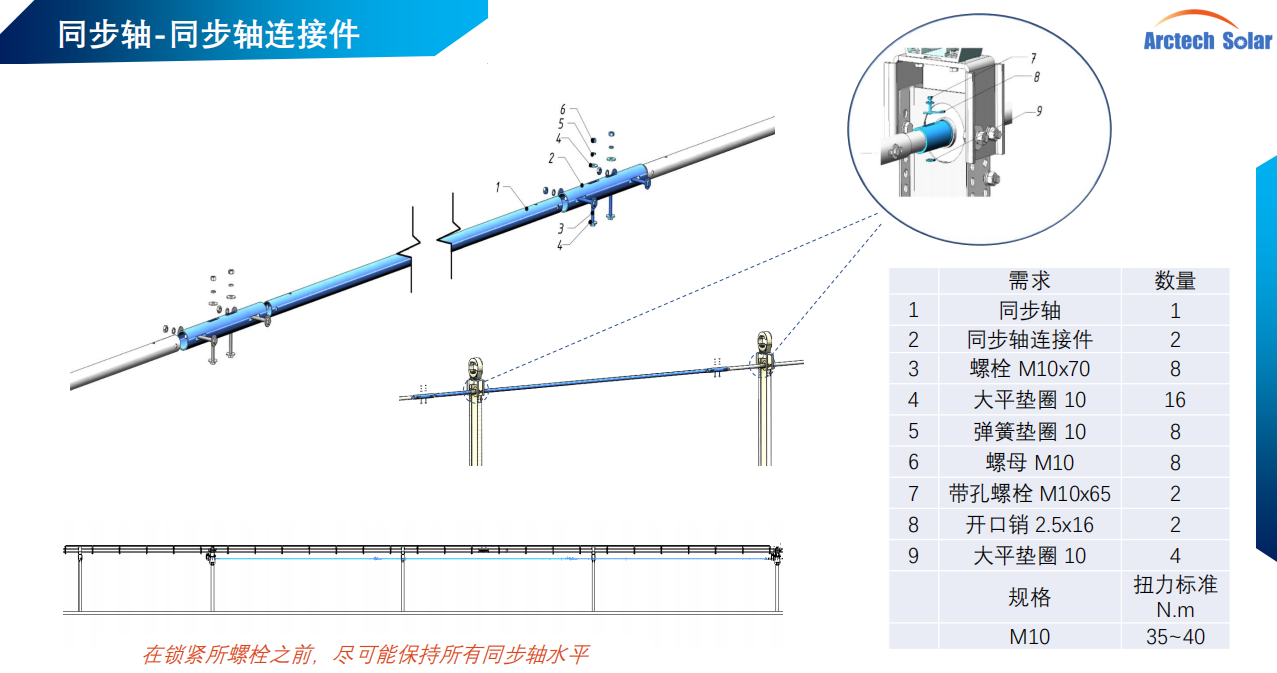 同步轴-同步轴连接件
Arctech Solar
7
8
9
6
5
4
2
1
3
4
需求 数量
1 同步轴 1
2 同步轴连接件 2
3 螺栓 M10x70 8
4 大平垫圈 10 16
5 弹簧垫圈 10 8
6 螺母 M10 8
7 带孔螺栓 M10x65 2
8 开口销 2.5x16 2
9 大平垫圈 10 4
规格 扭力标准
N.m
M10 35~40
在锁紧所螺栓之前，尽可能保持所有同步轴水平